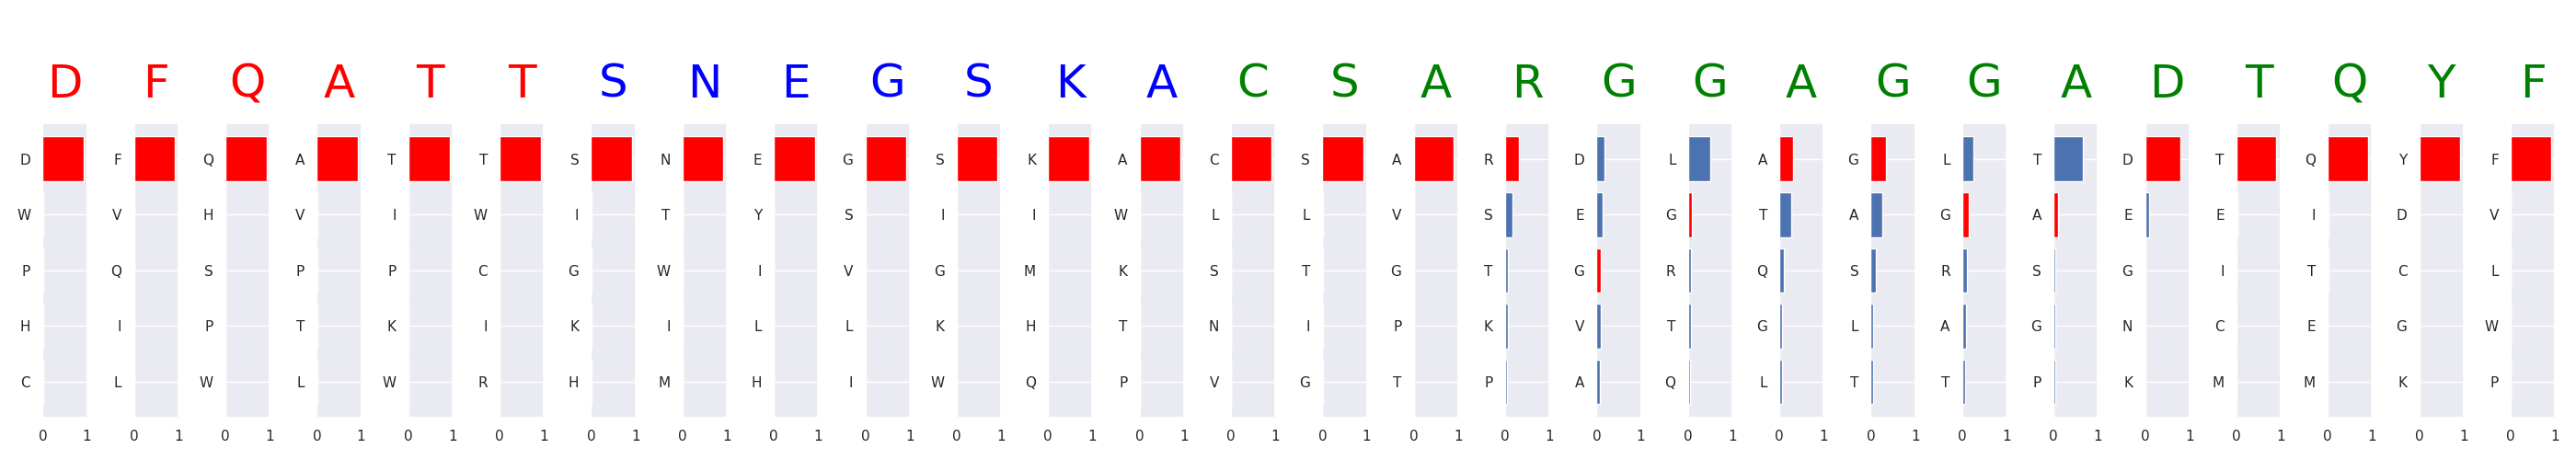 D F Q A T T S N E G S K A C S A R G G A G G A D T Q Y F
D F Q A T T S N E G S K A C S A R D L A G L T D T Q Y F
W V H V I W I T Y S I I W L L V S E G T A G A E E I D V
P Q S P P C G W I V G M K S T G T G R Q S R S G I T C L
H I P T K I K I L L K H T N I P K V T G L A G N C E G W
C L W L W R H M H I W Q P V G T P A Q L T T P K M M K P
0 1 0 1 0 1 0 1 0 1 0 1 0 1 0 1 0 1 0 1 0 1 0 1 0 1 0 1 0 1 0 1 0 1 0 1 0 1 0 1 0 1 0 1 0 1 0 1 0 1 0 1 0 1 0 1